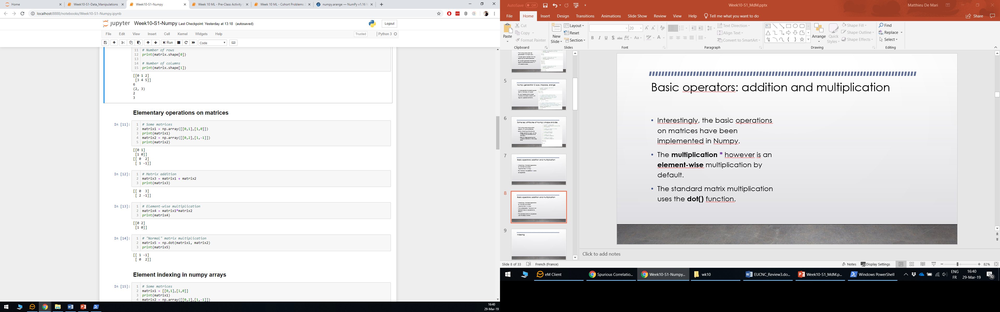 Home
Week10-S1-Data_Manipulations
Week10-S1-Numpy
Week 10 ML - Pre-Class Activity
Week 10 ML - Cohort Problems
numpy.arange — NumPy v1.16
localhost:8888/notebooks/Week10-S1-Numpy.ipynb
jupyter Week10-S1-Numpy Last Checkpoint: Yesterday at 13:18 (autosaved)
Logout
File Edit View Insert Cell Kernel Widgets Help
Trusted
Python 3
Run
Code
11 # Number of rows
12 print(matrix.shape[0])
13
14 # Number of columns
15 print(matrix.shape[1])
[[0 1 2]
[3 4 5]]
6
(2, 3)
2
3
Elementary operations on matrices
In [11]:
1 # Some matrices
2 matrix1 = np.array([[0,1],[1,0]])
3 print(matrix1)
4 matrix2 = np.array([[0,2],[1,-1]])
5 print(matrix2)
[[0 1]
[1 0]]
[[ 0 2]
[ 1 -1]]
In [12]:
1 # Matrix addition
2 matrix3 = matrix1 + matrix2
3 print(matrix3)
[[ 0 3]
[ 2 -1]]
In [13]:
1 # Element-wise multiplication
2 matrix4 = matrix1*matrix2
3 print(matrix4)
[[0 2]
[1 0]]
In [14]:
1 # "Normal" matrix multiplication
2 matrix5 = np.dot(matrix1, matrix2)
3 print(matrix5)
[[ 1 -1]
[ 0 2]]
Element indexing in numpy arrays
In [15]:
1 # Some matrices
2 matrix1 = [[0,1],[1,0]]
3 print(matrix1)
4 matrix2 = np.array([[0,2],[1,-1]])
16:40
29-Mar-19
AutoSave Off
Week10-S1_MdM.pptx
Matthieu De Mari
File Home Insert Design Transitions Animations Slide Show Review View Help Tell me what you want to do
Share
Paste
Cut
Copy
Format Painter
Clipboard
New Slide
Layout
Reset
Section
Slides
20
Font
Text Direction
Align Text
Convert to SmartArt
Paragraph
Arrange
Quick Styles
Shape Fill
Shape Outline
Shape Effects
Drawing
Find
Replace
Select
Editing
5
Numpy generation 2: eye, linspace, arange
6
Some key attributes of Numpy: shape and size
7
Basic operators: addition and multiplication
8
Basic operators: addition and multiplication
9
Indexing
Basic operators: addition and multiplication
• Interestingly, the basic operations
on matrices have been
implemented in Numpy.
• The multiplication * however is an
element-wise multiplication by
default.
• The standard matrix multiplication
uses the dot() function.
Click to add notes
Slide 8 of 33
French (France)
Notes
Display Settings
82%
eM Client
Spurious Correlatio...
Week10-S1-Numpy...
wk10
EUCNC_Review3.do...
Week10-S1_MdM.p...
Windows PowerShell
ENG
FR
16:40
29-Mar-19
10